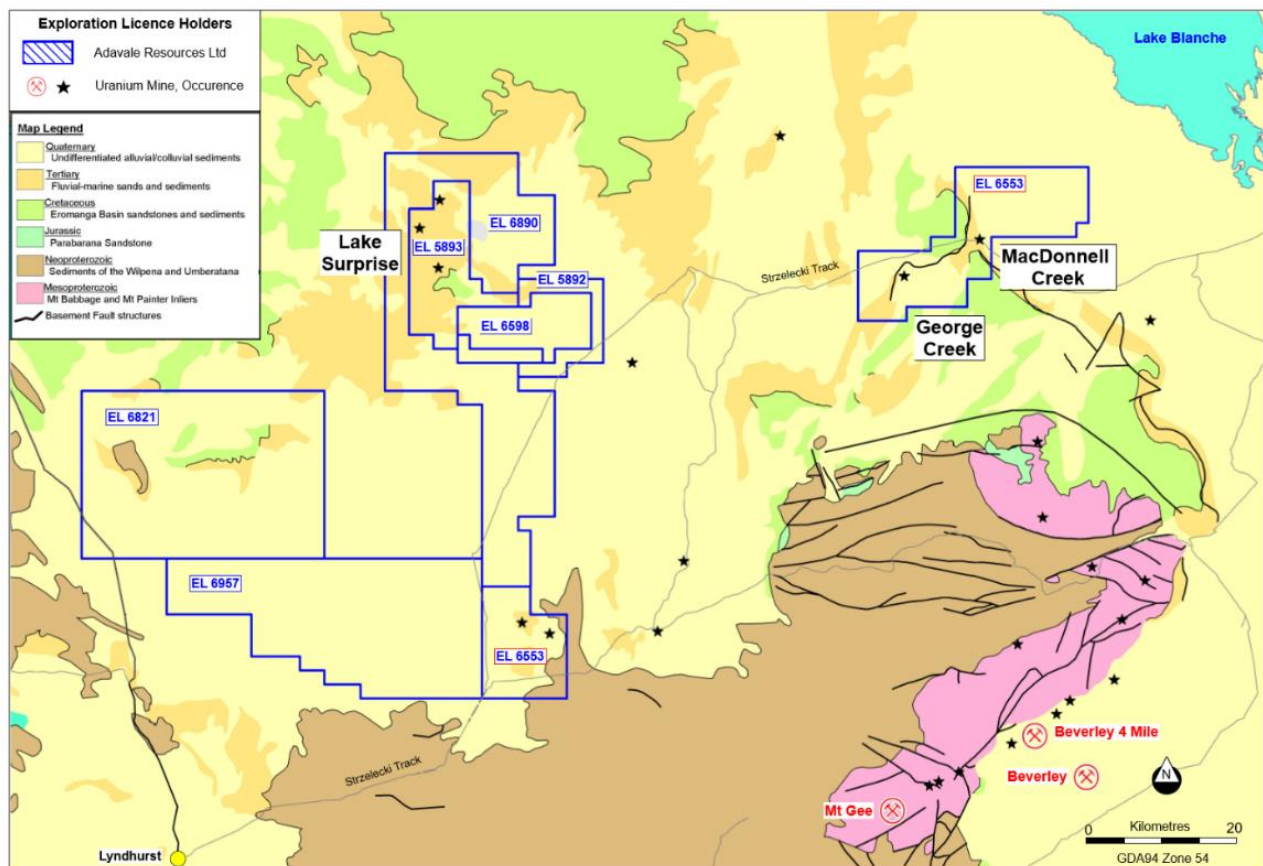 Exploration Licence Holders
Adavale Resources Ltd
Uranium Mine, Occurence
Map Legend
Quaternary
Undifferentiated alluvial/colluvial sediments
Tertiary
Fluvial-marine sands and sediments
Cretaceous
Eromanga Basin sandstones and sediments
Jurassic
Parabarana Sandstone
Neoproterozoic
Sediments of the Wilpena and Umberatana
Mesoproterozoic
Mt Babbage and Mt Painter Inliers
Basement Fault structures
Lake Blanche
EL 6553
EL 6890
Lake
Surprise
EL 5893
MacDonnell
Creek
Strzelecki Track
EL 5892
EL 6598
George
Creek
EL 6821
EL 6957
EL 6553
Beverley 4 Mile
Beverley
Strzelecki Track
Mt Gee
N
Lyndhurst
0 Kilometres 20
GDA94 Zone 54